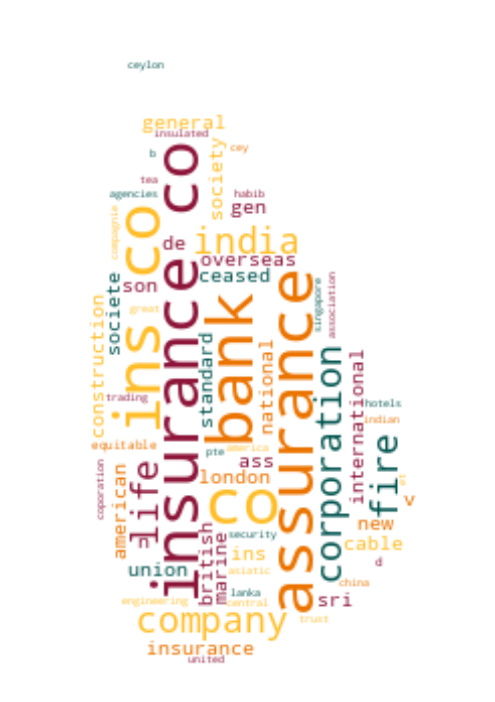 ceylon
general
insulated
co
b
society
cey
tea
agencies
habib
gen
compagnie
co
de
india
overseas
ceased
son
societe
insurance
bank
assurance
singapore
association
great
ins
construction
standard
national
corporation
international
trading
hotels
indian
equitable
pte
america
ass
life
fire
coporation
american
london
co
et
v
new
cable
security
ins
british
marine
n
union
asiatic
d
china
lanka
engineering
central
sri
company
trust
insurance
united